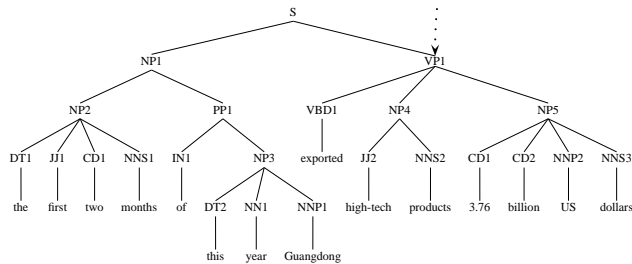 S
NP1 VP1
NP2 PP1 VBD1 NP4 NP5
DT1 JJ1 CD1 NNS1 IN1 NP3 exported JJ2 NNS2 CD1 CD2 NNP2 NNS3
the first two months of DT2 NN1 NNP1 high-tech products 3.76 billion US dollars
this year Guangdong